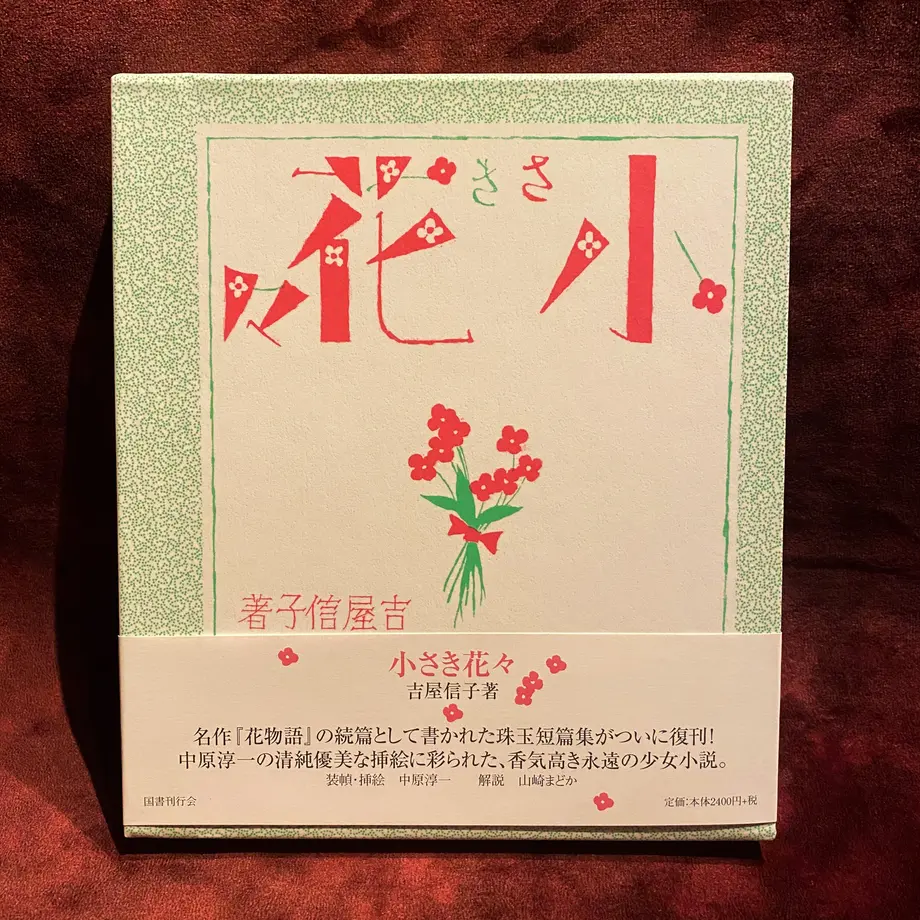 小さき花々
吉屋信子著
小さき花々
吉屋信子著
名作『花物語』の続篇として書かれた珠玉短篇集がついに復刊!
中原淳一の清純優美な挿絵に彩られた、香気高き永遠の少女小説。
装幀・挿絵 中原淳一 解説 山崎まどか
国書刊行会
定価:本体2400円+税